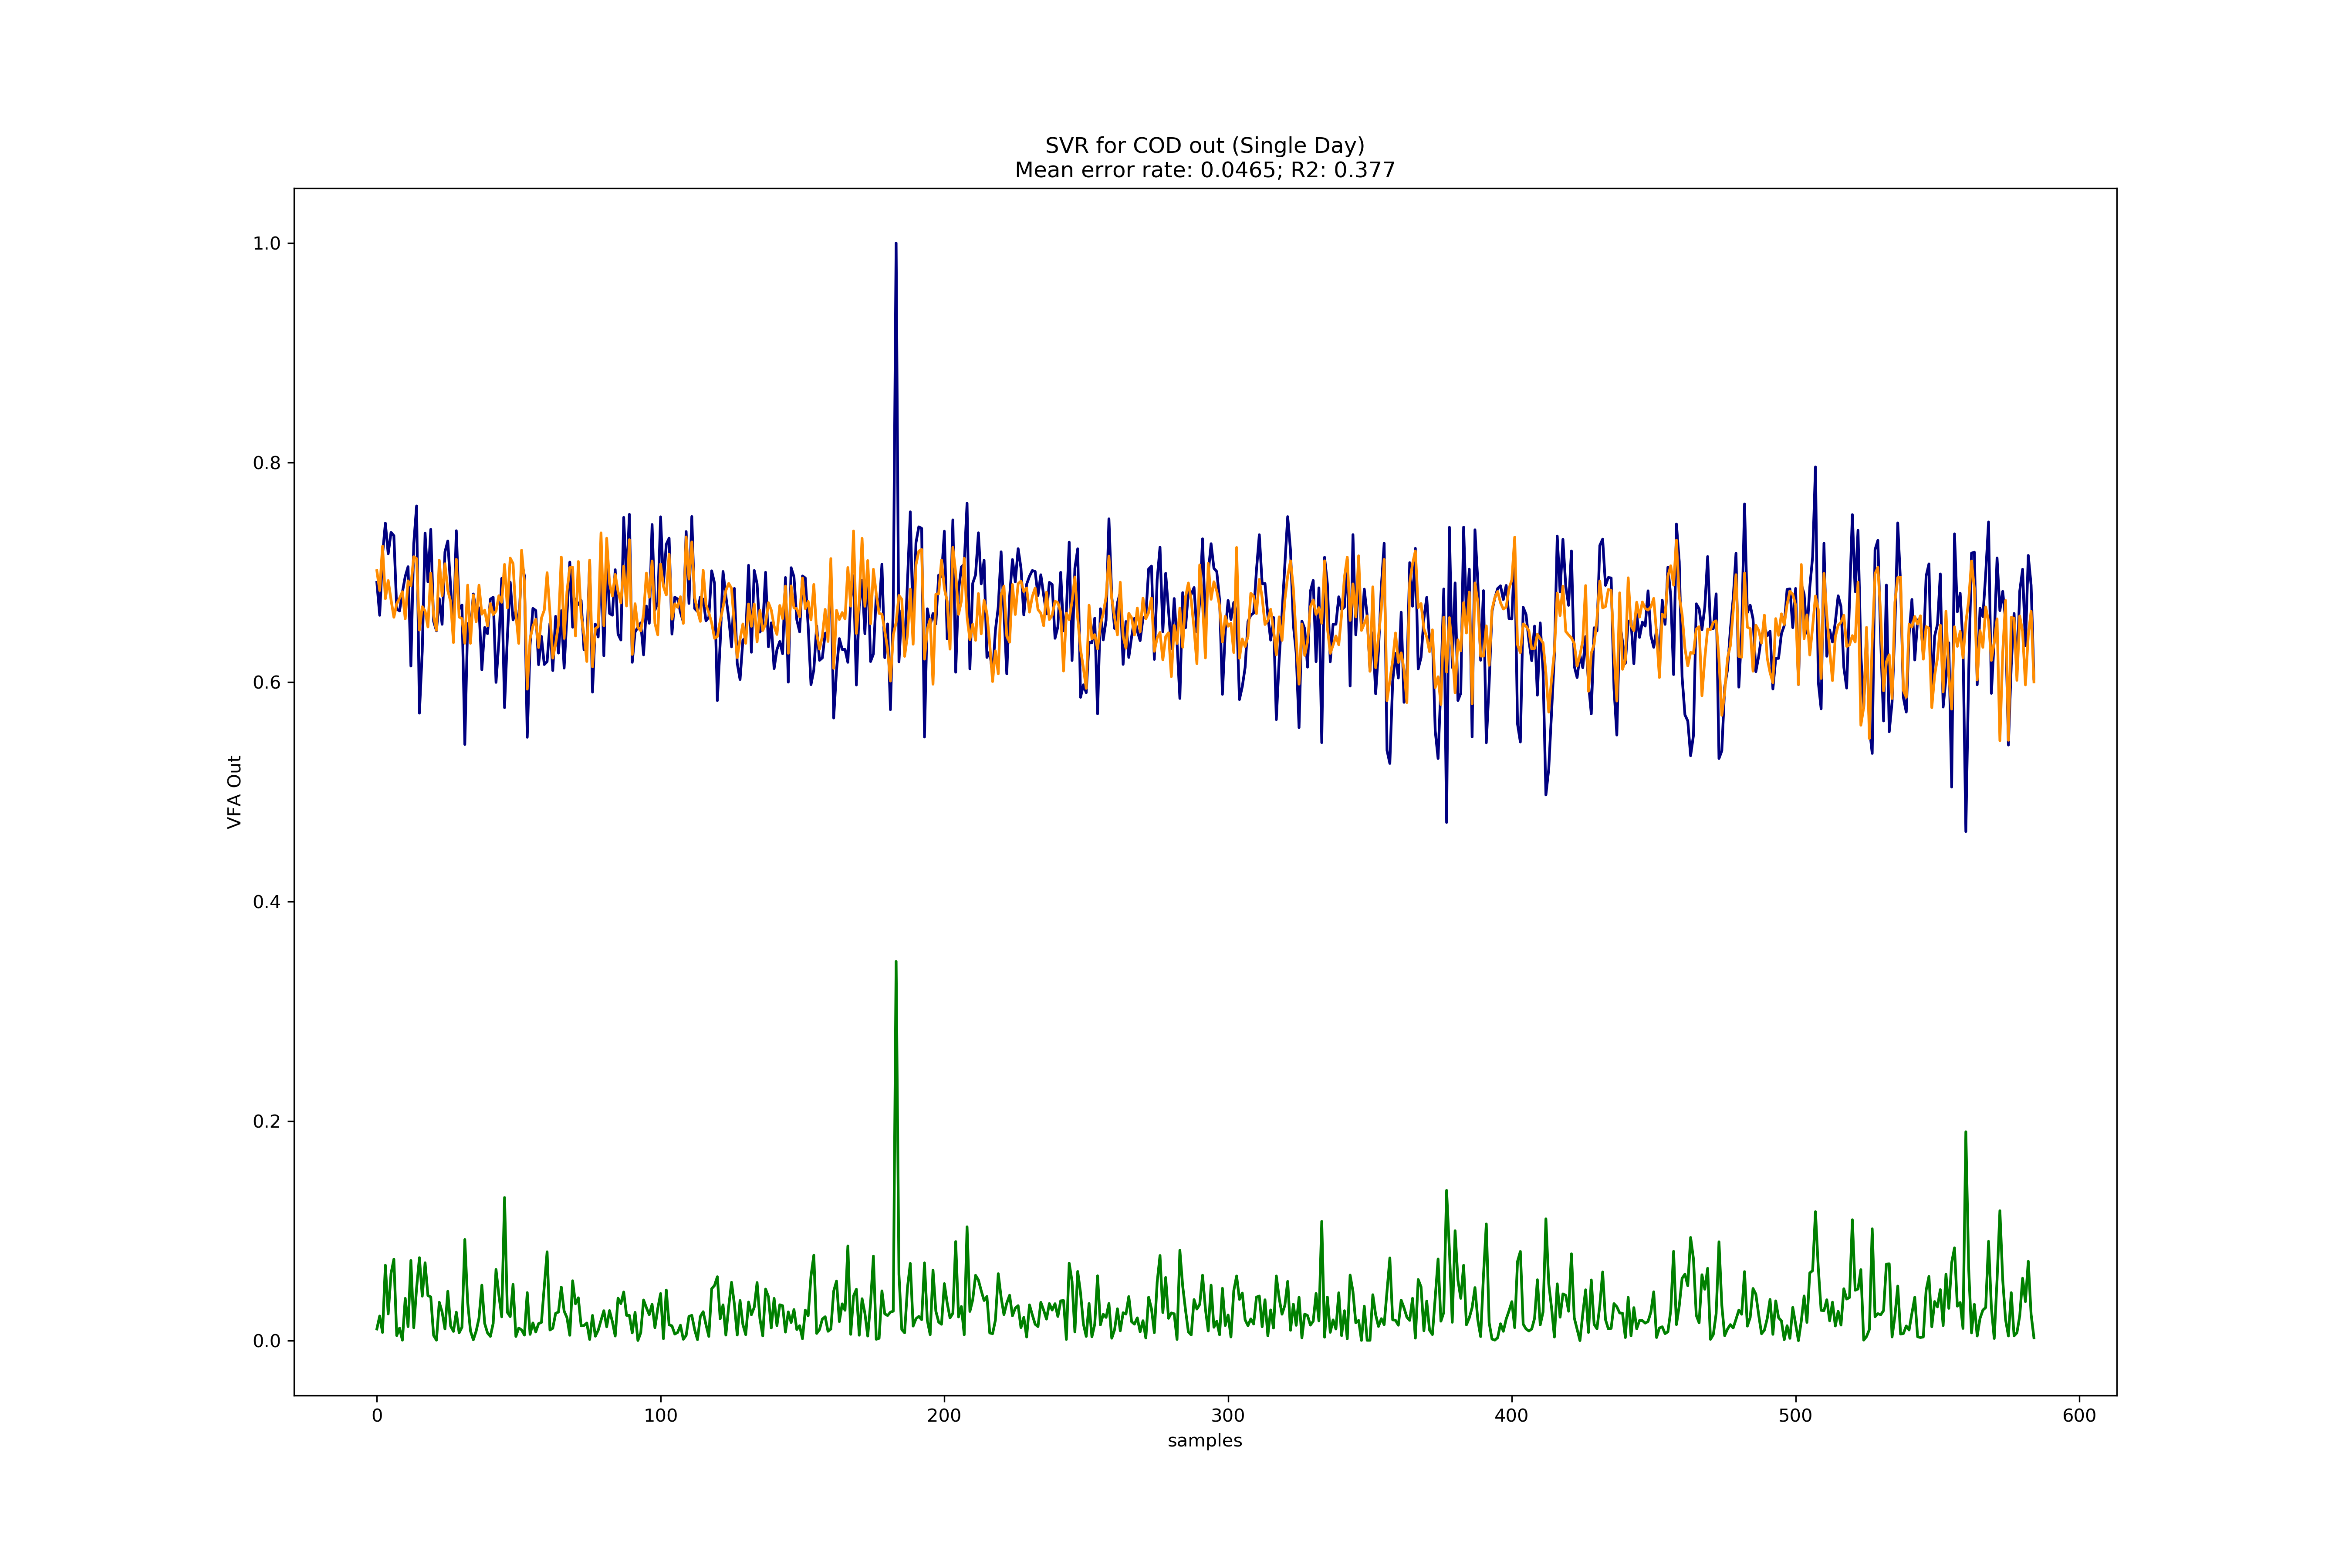 SVR for COD out (Single Day)
Mean error rate: 0.0465; R2: 0.377
1.0
0.8
0.6
0.4
0.2
0.0
VFA Out
0 100 200 300 400 500 600
samples